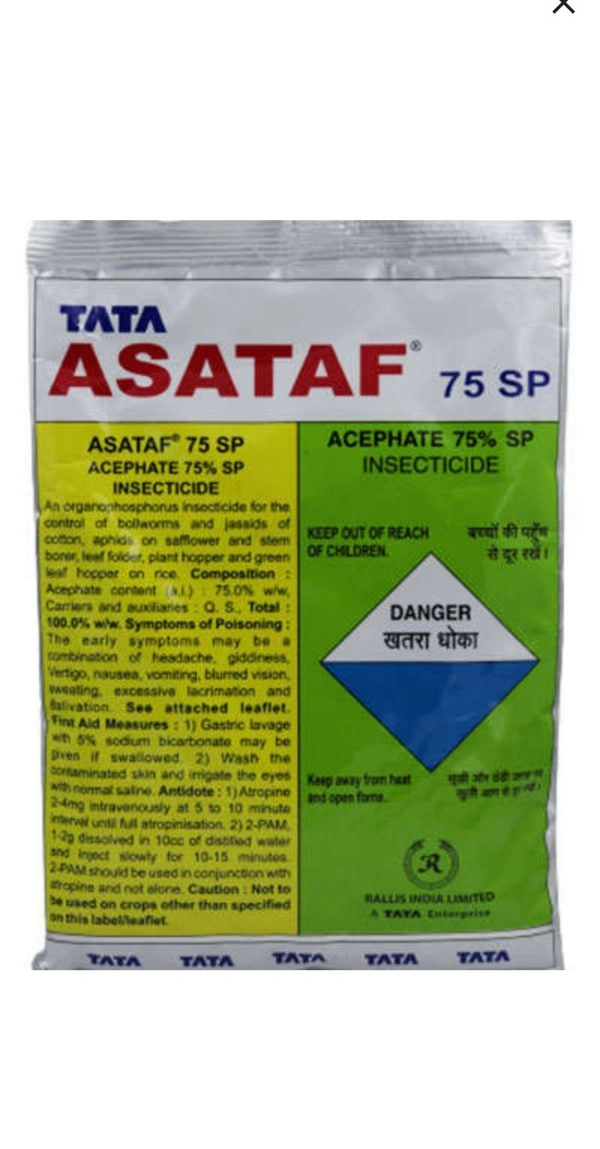 TATA
ASATAF® 75 SP
ASATAF® 75 SP
ACEPHATE 75% SP
INSECTICIDE
An organophosphorus insecticide for the
control of bollworms and jassids of
cotton, aphids on safflower and stem
borer, leaf folder, plant hopper and green
leaf hopper on rice. Composition :
Acephate content (a.i.) : 75.0% w/w,
Carriers and auxiliaries : Q. S., Total :
100.0% w/w. Symptoms of Poisoning :
The early symptoms may be a
combination of headache, giddiness,
Vertigo, nausea, vomiting, blurred vision,
sweating, excessive lacrimation and
salivation. See attached leaflet.
First Aid Measures : 1) Gastric lavage
with 5% sodium bicarbonate may be
given if swallowed. 2) Wash the
contaminated skin and irrigate the eyes
with normal saline. Antidote : 1) Atropine
2-4mg intravenously at 5 to 10 minute
interval until full atropinisation. 2) 2-PAM,
1-2g dissolved in 10cc of distilled water
and inject slowly for 10-15 minutes.
2-PAM should be used in conjunction with
atropine and not alone. Caution : Not to
be used on crops other than specified
on this label/leaflet.
ACEPHATE 75% SP
INSECTICIDE
KEEP OUT OF REACH
OF CHILDREN.
बच्चों की पहुँच
से दूर रखें।
DANGER
खतरा धोका
Keep away from heat
and open flame.
R
RALLIS INDIA LIMITED
A TATA Enterprise
TATA TATA TATA TATA TATA